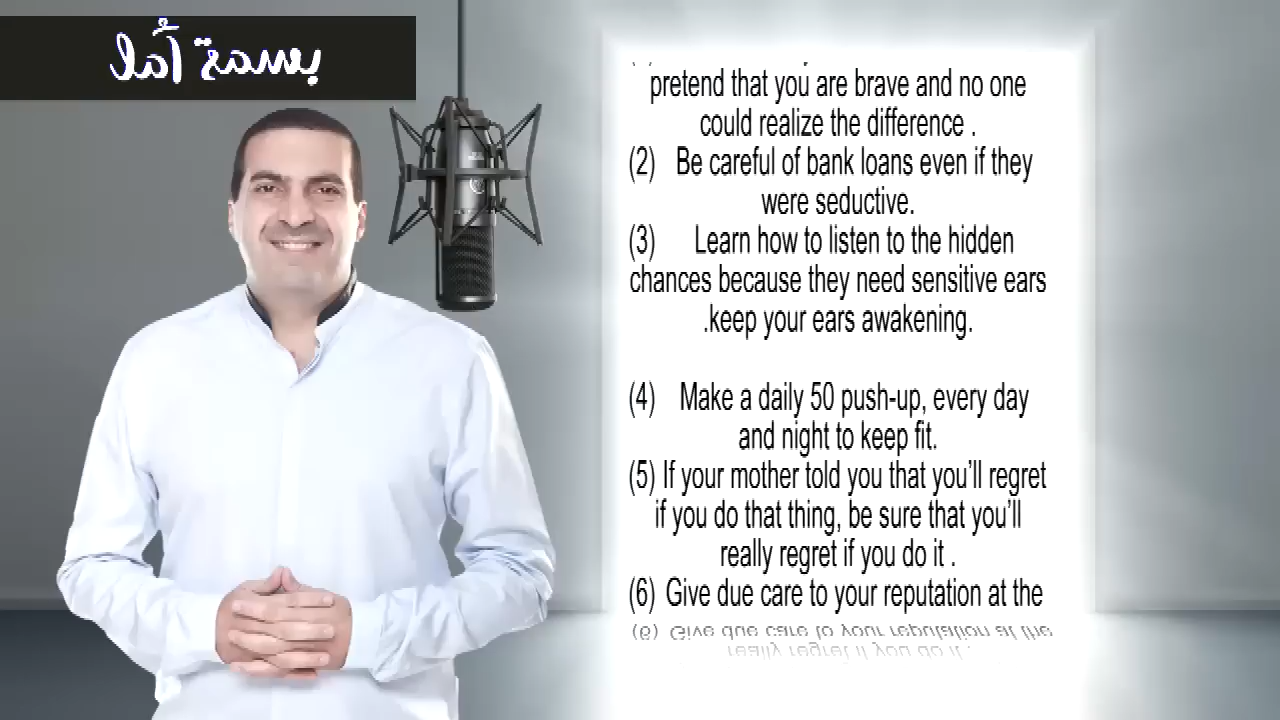 بسمة أمل
pretend that you are brave and no one
could realize the difference .
(2) Be careful of bank loans even if they
were seductive.
(3) Learn how to listen to the hidden
chances because they need sensitive ears
.keep your ears awakening.
(4) Make a daily 50 push-up, every day
and night to keep fit.
(5) If your mother told you that you’ll regret
if you do that thing, be sure that you’ll
really regret if you do it .
(6) Give due care to your reputation at the